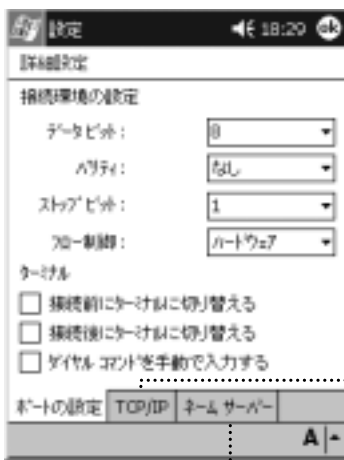 設定 18:29 ok
詳細設定
接続環境の設定
データ ビット: 8
パリティ: なし
ストップ ビット: 1
フロー制御: ハードウェア
ターミナル
接続前にターミナルに切り替える
接続後にターミナルに切り替える
ダイヤル コマンドを手動で入力する
ポートの設定 TCP/IP ネーム サーバー
A